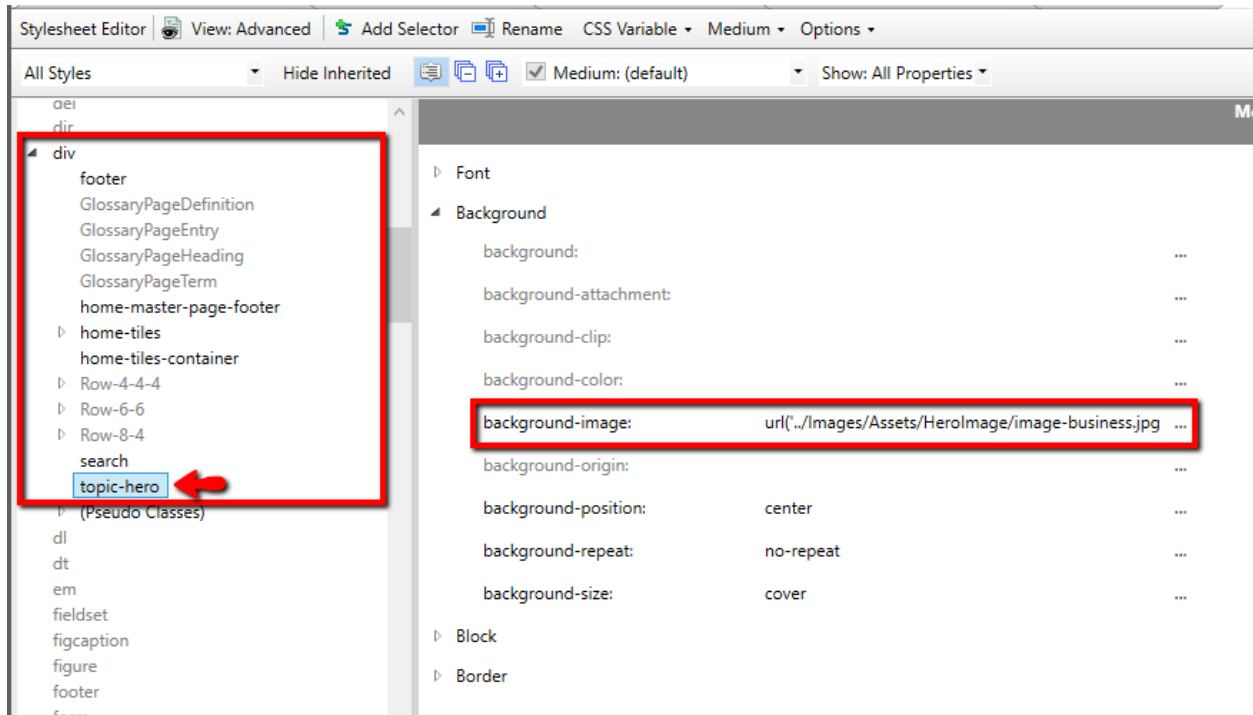 Stylesheet Editor View: Advanced Add Selector Rename CSS Variable Medium Options
All Styles Hide Inherited Medium: (default) Show: All Properties
dir
div
footer
GlossaryPageDefinition
GlossaryPageEntry
GlossaryPageHeading
GlossaryPageTerm
home-master-page-footer
home-tiles
home-tiles-container
Row-4-4-4
Row-6-6
Row-8-4
search
topic-hero
(Pseudo Classes)
dl
dt
em
fieldset
figcaption
figure
footer
Font
Background
background: ...
background-attachment: ...
background-clip: ...
background-color: ...
background-image: url('../Images/Assets/HeroImage/image-business.jpg ...
background-origin: ...
background-position: center ...
background-repeat: no-repeat ...
background-size: cover ...
Block
Border